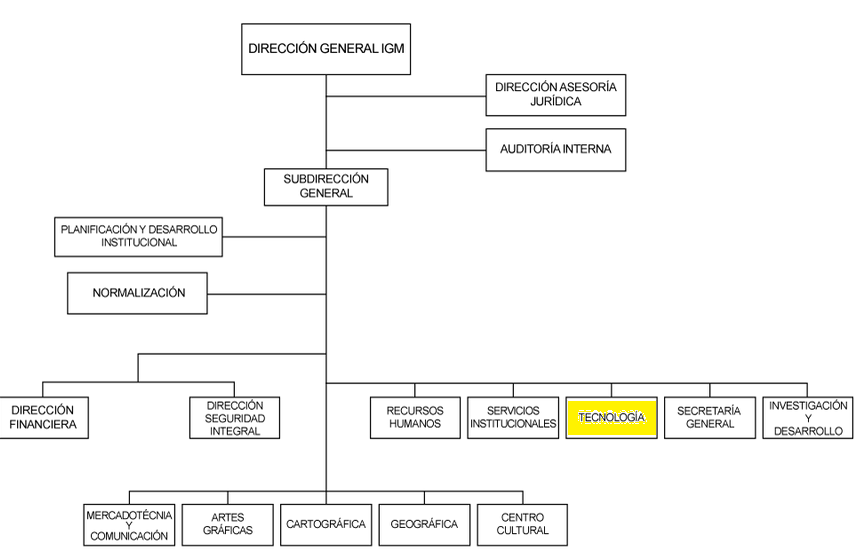 DIRECCIÓN GENERAL IGM
DIRECCIÓN ASESORÍA
JURÍDICA
AUDITORÍA INTERNA
SUBDIRECCIÓN
GENERAL
PLANIFICACIÓN Y DESARROLLO
INSTITUCIONAL
NORMALIZACIÓN
DIRECCIÓN
FINANCIERA
DIRECCIÓN
SEGURIDAD
INTEGRAL
RECURSOS
HUMANOS
SERVICIOS
INSTITUCIONALES
TECNOLOGÍA
SECRETARÍA
GENERAL
INVESTIGACIÓN
Y
DESARROLLO
MERCADOTÉCNIA
Y
COMUNICACIÓN
ARTES
GRÁFICAS
CARTOGRÁFICA
GEOGRÁFICA
CENTRO
CULTURAL